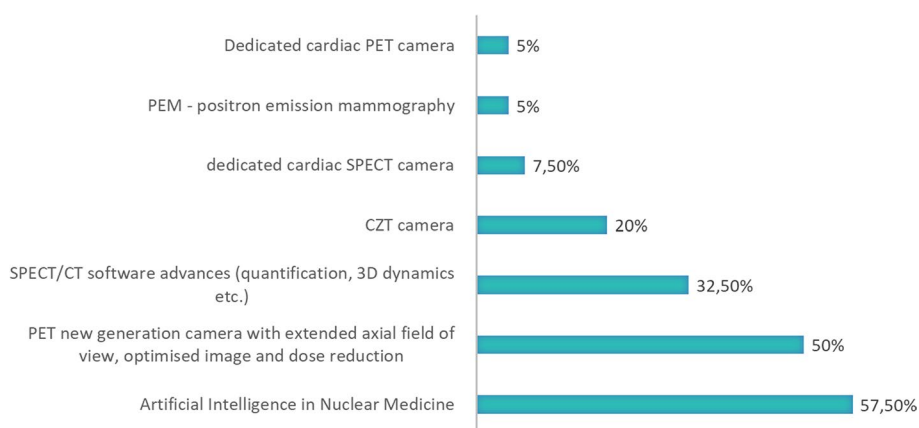 Dedicated cardiac PET camera 5%
PEM - positron emission mammography 5%
dedicated cardiac SPECT camera 7,50%
CZT camera 20%
SPECT/CT software advances (quantification, 3D dynamics
etc.) 32,50%
PET new generation camera with extended axial field of
view, optimised image and dose reduction 50%
Artificial Intelligence in Nuclear Medicine 57,50%